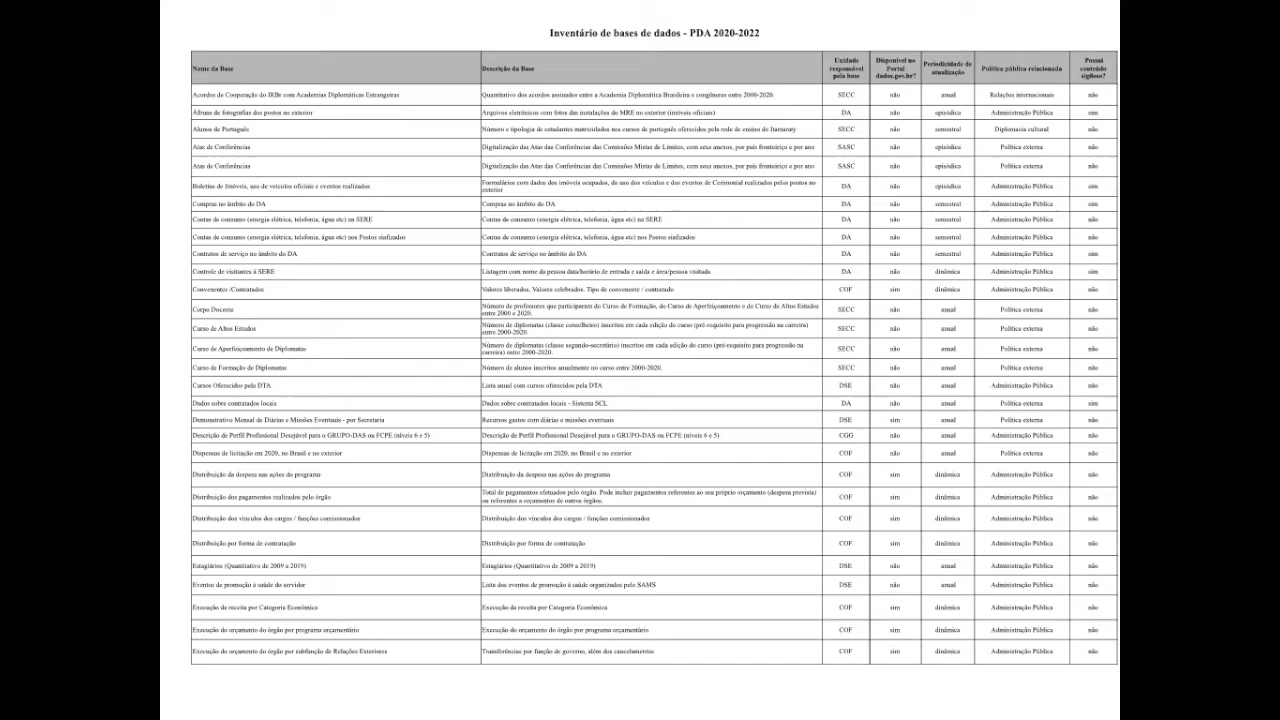 Inventário de bases de dados - PDA 2020-2022
Nome da Base Descrição da Base Unidade responsável pela base Disponível no Portal dados.gov.br? Periodicidade de atualização Política pública relacionada Possui conteúdo sigiloso?
Acordos de Cooperação do IRBr com Academias Diplomáticas Estrangeiras Quantitativo dos acordos assinados entre a Academia Diplomática Brasileira e congêneres entre 2000-2020. SECC não anual Relações internacionais não
Álbuns de fotografias dos postos no exterior Arquivos eletrônicos com fotos das instalações do MRE no exterior (imóveis oficiais) DA não episódica Administração Pública sim
Alunos de Português Número e tipologia de estudantes matriculados nos cursos de português oferecidos pela rede de ensino do Itamaraty SECC não semestral Diplomacia cultural não
Atas de Conferências Digitalização das Atas das Conferências das Comissões Mistas de Limites, com seus anexos, por país fronteiriço e por ano SASC não episódica Política externa não
Atas de Conferências Digitalização das Atas das Conferências das Comissões Mistas de Limites, com seus anexos, por país fronteiriço e por ano SASC não episódica Política externa não
Boletins de Imóveis, uso de veículos oficiais e eventos realizados Formulários com dados dos imóveis ocupados, do uso dos veículos e dos eventos de Cerimonial realizados pelos postos no exterior DA não episódica Administração Pública sim
Compras no âmbito do DA Compras no âmbito do DA DA não semestral Administração Pública sim
Contas de consumo (energia elétrica, telefonia, água etc) na SERE Contas de consumo (energia elétrica, telefonia, água etc) na SERE DA não semestral Administração Pública não
Contas de consumo (energia elétrica, telefonia, água etc) nos Postos siafizados Contas de consumo (energia elétrica, telefonia, água etc) nos Postos siafizados DA não semestral Administração Pública não
Contratos de serviço no âmbito do DA Contratos de serviço no âmbito do DA DA não semestral Administração Pública sim
Controle de visitantes à SERE Listagem com nome da pessoa data/horário de entrada e saída e área/pessoa visitada DA não dinâmica Administração Pública sim
Convenentes /Contratados Valores liberados, Valores celebrados, Tipo de convenente / contratado COF sim dinâmica Administração Pública não
Corpo Docente Número de professores que participaram do Curso de Formação, do Curso de Aperfeiçoamento e do Curso de Altos Estudos entre 2000 e 2020. SECC não anual Política externa não
Curso de Altos Estudos Número de diplomatas (classe conselheiro) inscritos em cada edição do curso (pré-requisito para progressão na carreira) entre 2000-2020. SECC não anual Política externa não
Curso de Aperfeiçoamento de Diplomatas Número de diplomatas (classe segundo-secretário) inscritos em cada edição do curso (pré-requisito para progressão na carreira) entre 2000-2020. SECC não anual Política externa não
Curso de Formação de Diplomatas Número de alunos inscritos anualmente no curso entre 2000-2020. SECC não anual Política externa não
Cursos Oferecidos pela DTA Lista anual com cursos oferecidos pela DTA DSE não anual Administração Pública não
Dados sobre contratados locais Dados sobre contratados locais - Sistema SCL DA não anual Política externa sim
Demonstrativo Mensal de Diárias e Missões Eventuais - por Secretaria Recursos gastos com diárias e missões eventuais DSE sim anual Política externa não
Descrição de Perfil Profissional Desejável para o GRUPO-DAS ou FCPE (níveis 6 e 5) Descrição de Perfil Profissional Desejável para o GRUPO-DAS ou FCPE (níveis 6 e 5) CGG não anual Administração Pública não
Dispensas de licitação em 2020, no Brasil e no exterior Dispensas de licitação em 2020, no Brasil e no exterior COF não anual Política externa não
Distribuição da despesa nas ações do programa Distribuição da despesa nas ações do programa COF sim dinâmica Administração Pública não
Distribuição dos pagamentos realizados pelo órgão Total de pagamentos efetuados pelo órgão. Pode incluir pagamentos referentes ao seu próprio orçamento (despesa prevista) ou referentes a orçamentos de outros órgãos. COF sim dinâmica Administração Pública não
Distribuição dos vínculos dos cargos / funções comissionados Distribuição dos vínculos dos cargos / funções comissionados COF sim dinâmica Administração Pública não
Distribuição por forma de contratação Distribuição por forma de contratação COF sim dinâmica Administração Pública não
Estagiários (Quantitativo de 2009 a 2019) Estagiários (Quantitativo de 2009 a 2019) DSE não anual Administração Pública não
Eventos de promoção à saúde do servidor Lista dos eventos de promoção à saúde organizados pelo SAMS DSE não anual Administração Pública não
Execução da receita por Categoria Econômica Execução da receita por Categoria Econômica COF sim dinâmica Administração Pública não
Execução do orçamento do órgão por programa orçamentário Execução do orçamento do órgão por programa orçamentário COF sim dinâmica Administração Pública não
Execução do orçamento do órgão por subfunção de Relações Exteriores Transferências por função de governo, além dos cancelamentos COF sim dinâmica Administração Pública não